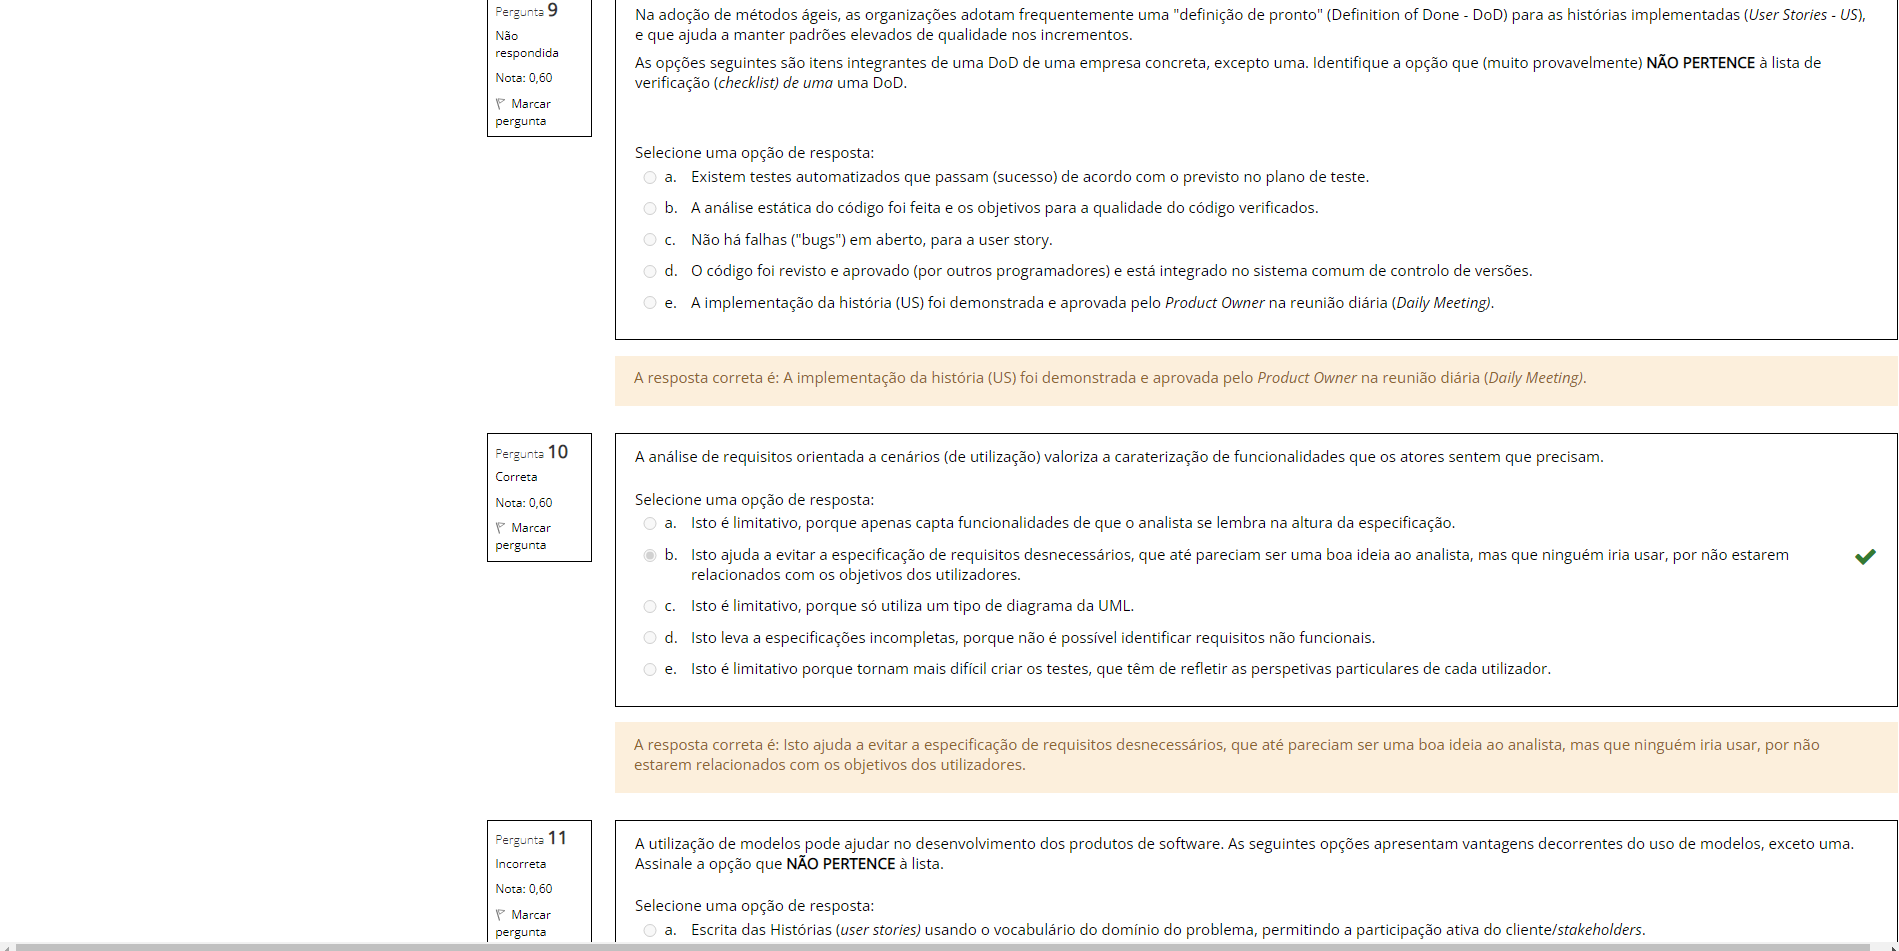 Pergunta 9
Não
respondida
Nota: 0,60
Marcar
pergunta
Na adoção de métodos ágeis, as organizações adotam frequentemente uma "definição de pronto" (Definition of Done - DoD) para as histórias implementadas (User Stories - US),
e que ajuda a manter padrões elevados de qualidade nos incrementos.
As opções seguintes são itens integrantes de uma DoD de uma empresa concreta, excepto uma. Identifique a opção que (muito provavelmente) NÃO PERTENCE à lista de
verificação (checklist) de uma uma DoD.
Selecione uma opção de resposta:
a. Existem testes automatizados que passam (sucesso) de acordo com o previsto no plano de teste.
b. A análise estática do código foi feita e os objetivos para a qualidade do código verificados.
c. Não há falhas ("bugs") em aberto, para a user story.
d. O código foi revisto e aprovado (por outros programadores) e está integrado no sistema comum de controlo de versões.
e. A implementação da história (US) foi demonstrada e aprovada pelo Product Owner na reunião diária (Daily Meeting).
A resposta correta é: A implementação da história (US) foi demonstrada e aprovada pelo Product Owner na reunião diária (Daily Meeting).
Pergunta 10
Correta
Nota: 0,60
Marcar
pergunta
A análise de requisitos orientada a cenários (de utilização) valoriza a caraterização de funcionalidades que os atores sentem que precisam.
Selecione uma opção de resposta:
a. Isto é limitativo, porque apenas capta funcionalidades de que o analista se lembra na altura da especificação.
b. Isto ajuda a evitar a especificação de requisitos desnecessários, que até pareciam ser uma boa ideia ao analista, mas que ninguém iria usar, por não estarem
relacionados com os objetivos dos utilizadores.
c. Isto é limitativo, porque só utiliza um tipo de diagrama da UML.
d. Isto leva a especificações incompletas, porque não é possível identificar requisitos não funcionais.
e. Isto é limitativo porque tornam mais difícil criar os testes, que têm de refletir as perspetivas particulares de cada utilizador.
A resposta correta é: Isto ajuda a evitar a especificação de requisitos desnecessários, que até pareciam ser uma boa ideia ao analista, mas que ninguém iria usar, por não
estarem relacionados com os objetivos dos utilizadores.
Pergunta 11
Incorreta
Nota: 0,60
Marcar
pergunta
A utilização de modelos pode ajudar no desenvolvimento dos produtos de software. As seguintes opções apresentam vantagens decorrentes do uso de modelos, exceto uma.
Assinale a opção que NÃO PERTENCE à lista.
Selecione uma opção de resposta:
a. Escrita das Histórias (user stories) usando o vocabulário do domínio do problema, permitindo a participação ativa do cliente/stakeholders.